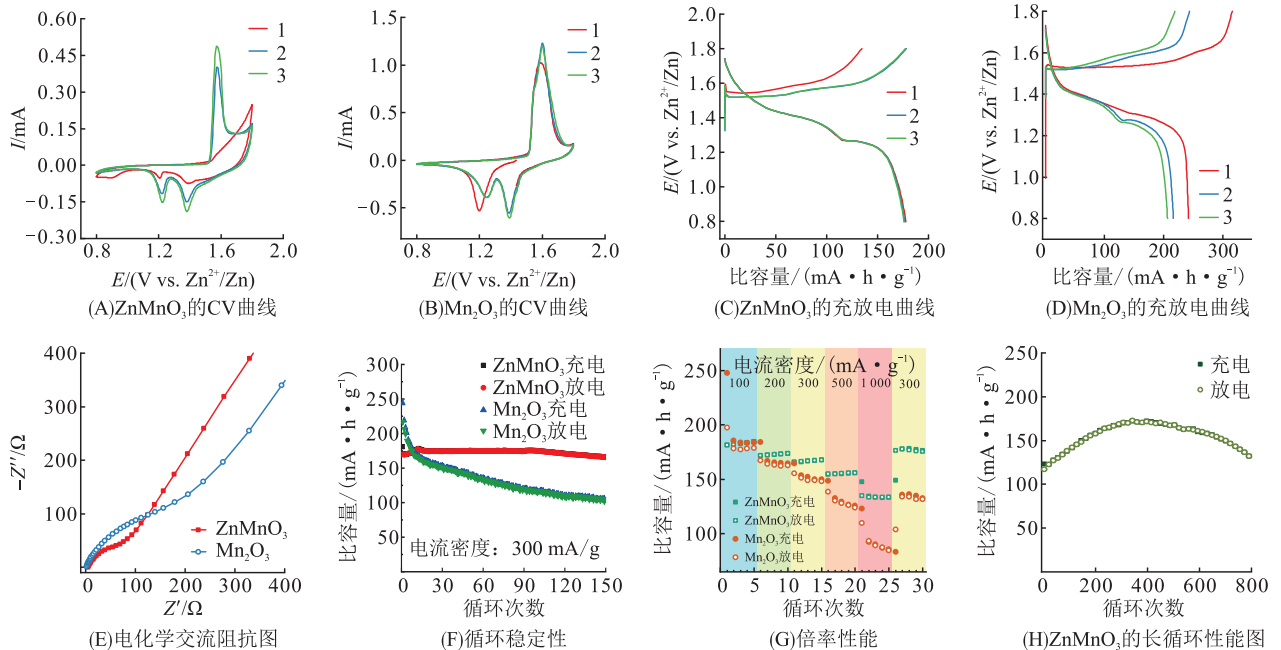 0.60
0.45
0.30
0.15
0.00
−0.15
−0.30
I/mA
1
2
3
0.8 1.2 1.6 2.0
E/(V vs. Zn²⁺/Zn)
(A)ZnMnO₃的CV曲线
1.5
1.0
0.5
0.0
−0.5
I/mA
1
2
3
0.8 1.2 1.6 2.0
E/(V vs. Zn²⁺/Zn)
(B)Mn₂O₃的CV曲线
2.0
1.8
1.6
1.4
1.2
1.0
0.8
E/(V vs. Zn²⁺/Zn)
1
2
3
0 50 100 150 200
比容量/(mA·h·g⁻¹)
(C)ZnMnO₃的充放电曲线
1.8
1.6
1.4
1.2
1.0
0.8
E/(V vs. Zn²⁺/Zn)
1
2
3
0 100 200 300
比容量/(mA·h·g⁻¹)
(D)Mn₂O₃的充放电曲线
400
300
200
100
−Z″/Ω
ZnMnO₃
Mn₂O₃
0 100 200 300 400
Z′/Ω
(E)电化学交流阻抗图
300
250
200
150
100
50
0
比容量/(mA·h·g⁻¹)
ZnMnO₃充电
ZnMnO₃放电
Mn₂O₃充电
Mn₂O₃放电
电流密度：300 mA/g
0 30 60 90 120 150
循环次数
(F)循环稳定性
250
200
150
100
比容量/(mA·h·g⁻¹)
电流密度/(mA·g⁻¹)
100 200 300 500 1 000 300
ZnMnO₃充电
ZnMnO₃放电
Mn₂O₃充电
Mn₂O₃放电
0 10 20 30
循环次数
(G)倍率性能
250
200
150
100
50
0
比容量/(mA·h·g⁻¹)
充电
放电
0 200 400 600 800
循环次数
(H)ZnMnO₃的长循环性能图